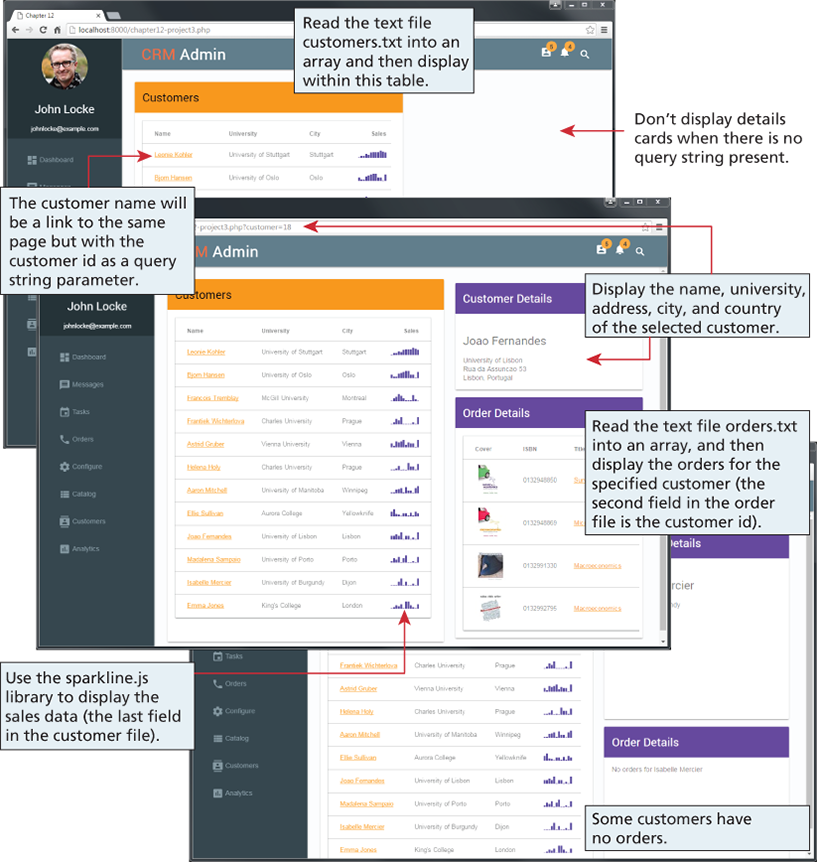 Chapter 12
localhost:8000/chapter12-project3.php
Read the text file
customers.txt into an
array and then display
within this table.
CRM Admin
5
4
John Locke
johnlocke@example.com
Dashboard
Customers
Name University City Sales
Leonie Kohler University of Stuttgart Stuttgart
Bjorn Hansen University of Oslo Oslo
Don't display details
cards when there is no
query string present.
The customer name will
be a link to the same
page but with the
customer id as a query
string parameter.
-project3.php?customer=18
RM Admin
4
John Locke
johnlocke@example.com
Dashboard
Messages
Tasks
Orders
Configure
Catalog
Customers
Analytics
Customers
Name University City Sales
Leonie Kohler University of Stuttgart Stuttgart
Bjorn Hansen University of Oslo Oslo
Francois Tremblay McGill University Montreal
Frantisek Wichterlova Charles University Prague
Astrid Gruber Vienna University Vienna
Helena Holy Charles University Prague
Aaron Mitchell University of Manitoba Winnipeg
Ellie Sullivan Aurora College Yellowknife
Joao Fernandes University of Lisbon Lisbon
Madalena Sampaio University of Porto Porto
Isabelle Mercier University of Burgundy Dijon
Emma Jones King's College London
Customer Details
Joao Fernandes
University of Lisbon
Rua da Assuncao 53
Lisbon, Portugal
Display the name, university,
address, city, and country
of the selected customer.
Order Details
Cover ISBN
0132948850
0132948869
0132991330 Macroeconomics
0132992795 Macroeconomics
Read the text file orders.txt
into an array, and then
display the orders for the
specified customer (the
second field in the order
file is the customer id).
etails
rcier
ndy
Use the sparkline.js
library to display the
sales data (the last field
in the customer file).
Tasks
Orders
Configure
Catalog
Customers
Analytics
Frantisek Wichterlova Charles University Prague
Astrid Gruber Vienna University Vienna
Helena Holy Charles University Prague
Aaron Mitchell University of Manitoba Winnipeg
Ellie Sullivan Aurora College Yellowknife
Joao Fernandes University of Lisbon Lisbon
Madalena Sampaio University of Porto Porto
Isabelle Mercier University of Burgundy Dijon
Emma Jones King's College London
Order Details
No orders for Isabelle Mercier
Some customers have
no orders.